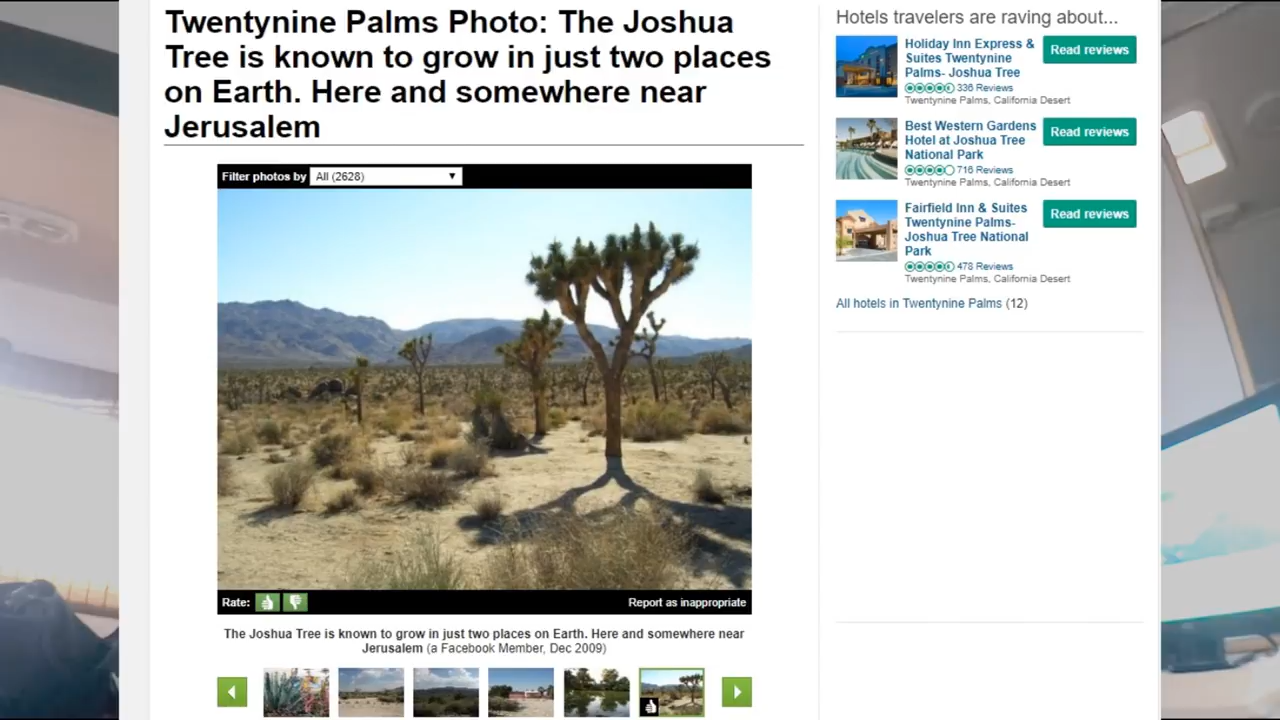 Twentynine Palms Photo: The Joshua
Tree is known to grow in just two places
on Earth. Here and somewhere near
Jerusalem
Filter photos by All (2628)
Rate:
Report as inappropriate
The Joshua Tree is known to grow in just two places on Earth. Here and somewhere near
Jerusalem (a Facebook Member, Dec 2009)
Hotels travelers are raving about...
Holiday Inn Express &
Suites Twentynine
Palms- Joshua Tree
336 Reviews
Twentynine Palms, California Desert
Read reviews
Best Western Gardens
Hotel at Joshua Tree
National Park
716 Reviews
Twentynine Palms, California Desert
Read reviews
Fairfield Inn & Suites
Twentynine Palms-
Joshua Tree National
Park
478 Reviews
Twentynine Palms, California Desert
Read reviews
All hotels in Twentynine Palms (12)